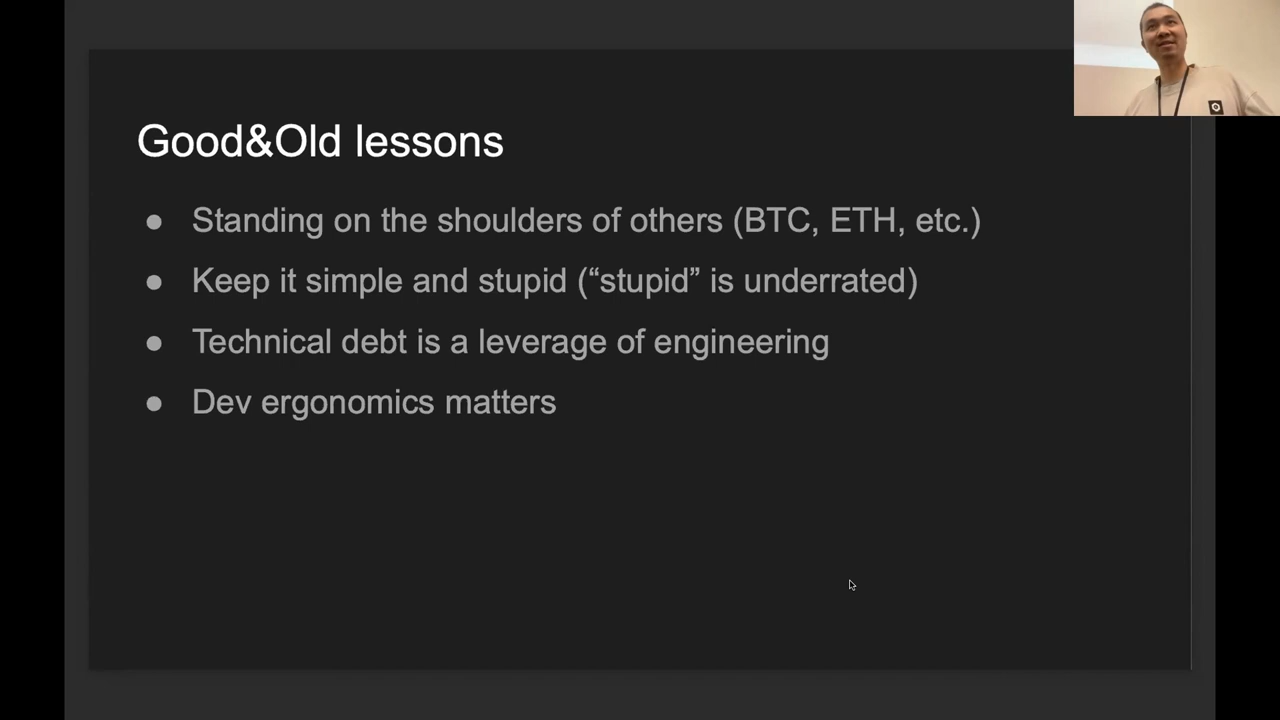 Good&Old lessons
● Standing on the shoulders of others (BTC, ETH, etc.)
● Keep it simple and stupid (“stupid” is underrated)
● Technical debt is a leverage of engineering
● Dev ergonomics matters